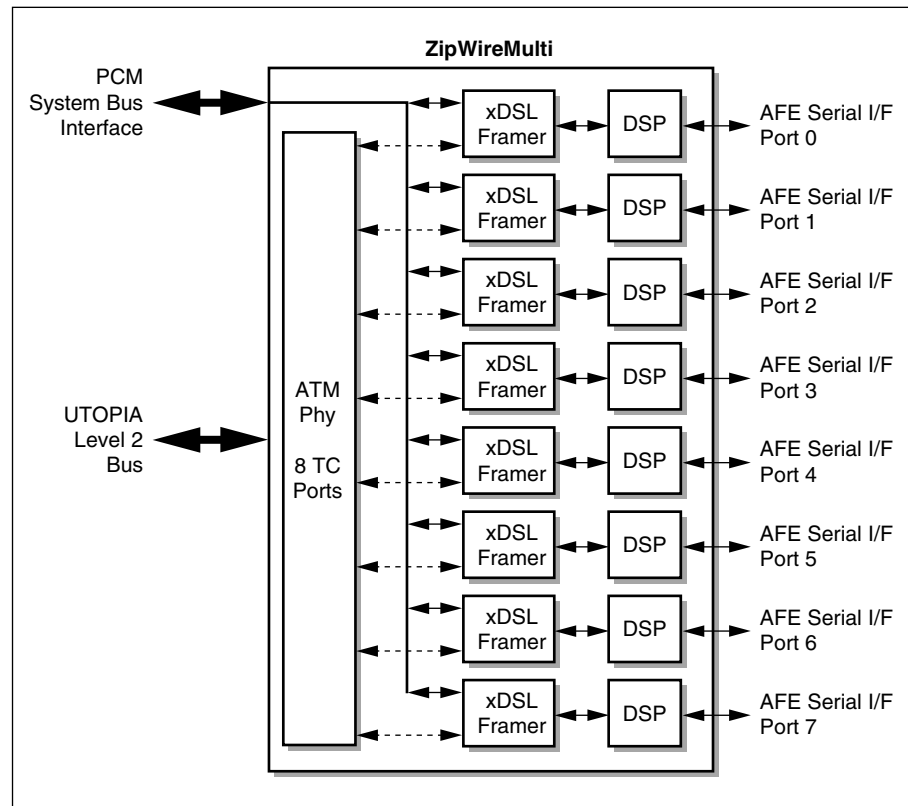 ZipWireMulti
PCM
System Bus
Interface
UTOPIA
Level 2
Bus
ATM
Phy
8 TC
Ports
xDSL
Framer
DSP
AFE Serial I/F
Port 0
xDSL
Framer
DSP
AFE Serial I/F
Port 1
xDSL
Framer
DSP
AFE Serial I/F
Port 2
xDSL
Framer
DSP
AFE Serial I/F
Port 3
xDSL
Framer
DSP
AFE Serial I/F
Port 4
xDSL
Framer
DSP
AFE Serial I/F
Port 5
xDSL
Framer
DSP
AFE Serial I/F
Port 6
xDSL
Framer
DSP
AFE Serial I/F
Port 7